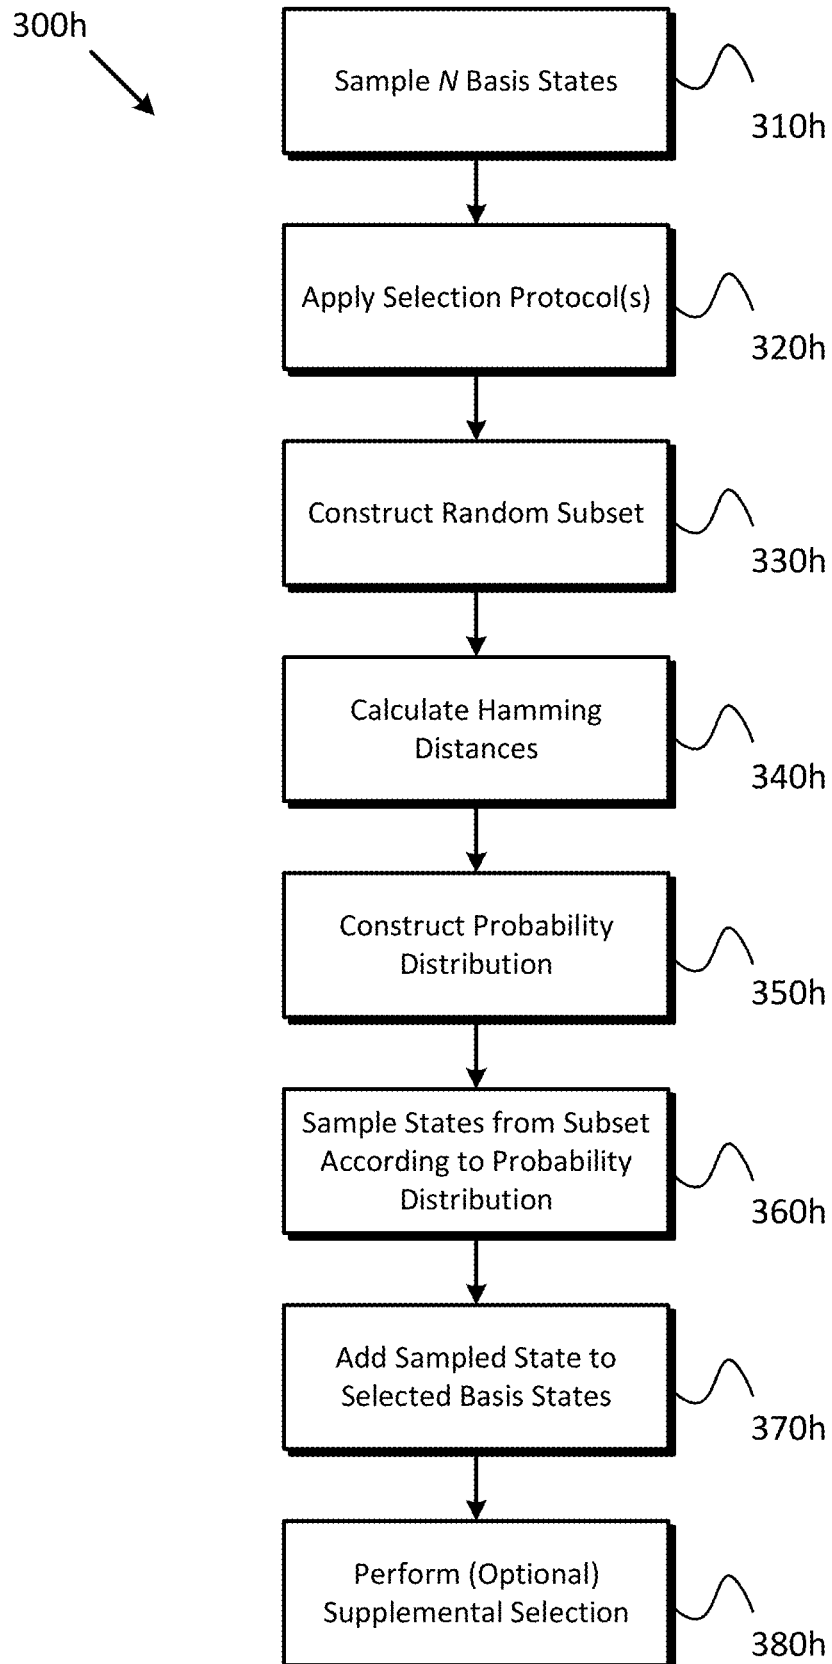 300h
Sample N Basis States
310h
Apply Selection Protocol(s)
320h
Construct Random Subset
330h
Calculate Hamming
Distances
340h
Construct Probability
Distribution
350h
Sample States from Subset
According to Probability
Distribution
360h
Add Sampled State to
Selected Basis States
370h
Perform (Optional)
Supplemental Selection
380h